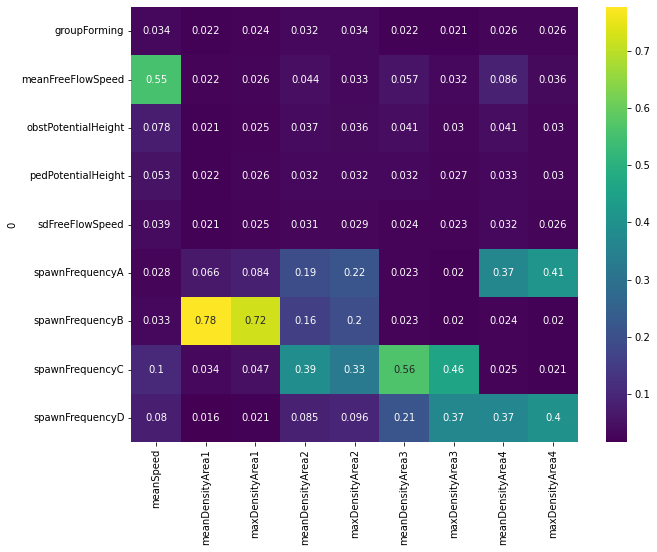 groupForming 0.034 0.022 0.024 0.032 0.034 0.022 0.021 0.026 0.026
meanFreeFlowSpeed 0.55 0.022 0.026 0.044 0.033 0.057 0.032 0.086 0.036
obstPotentialHeight 0.078 0.021 0.025 0.037 0.036 0.041 0.03 0.041 0.03
pedPotentialHeight 0.053 0.022 0.026 0.032 0.032 0.032 0.027 0.033 0.03
sdFreeFlowSpeed 0.039 0.021 0.025 0.031 0.029 0.024 0.023 0.032 0.026
spawnFrequencyA 0.028 0.066 0.084 0.19 0.22 0.023 0.02 0.37 0.41
spawnFrequencyB 0.033 0.78 0.72 0.16 0.2 0.023 0.02 0.024 0.02
spawnFrequencyC 0.1 0.034 0.047 0.39 0.33 0.56 0.46 0.025 0.021
spawnFrequencyD 0.08 0.016 0.021 0.085 0.096 0.21 0.37 0.37 0.4
0
meanSpeed
meanDensityArea1
maxDensityArea1
meanDensityArea2
maxDensityArea2
meanDensityArea3
maxDensityArea3
meanDensityArea4
maxDensityArea4
0.7
0.6
0.5
0.4
0.3
0.2
0.1